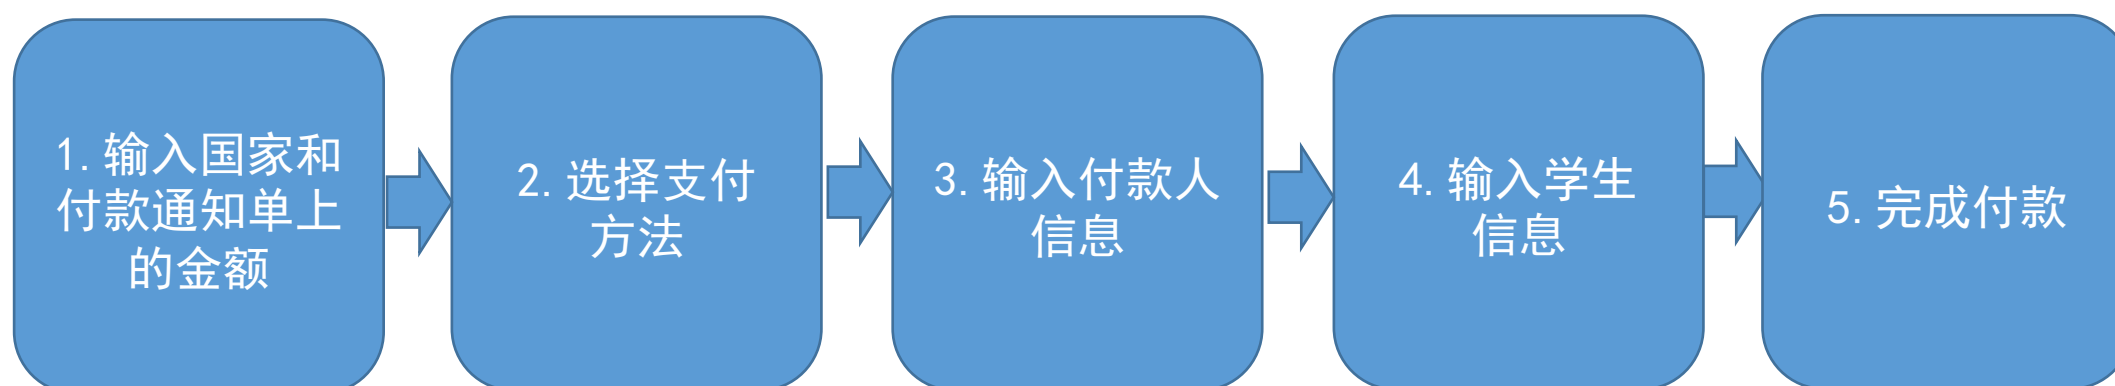 1.输入国家和
付款通知单上
的金额
2.选择支付
方法
3.输入付款人
信息
4.输入学生
信息
5.完成付款